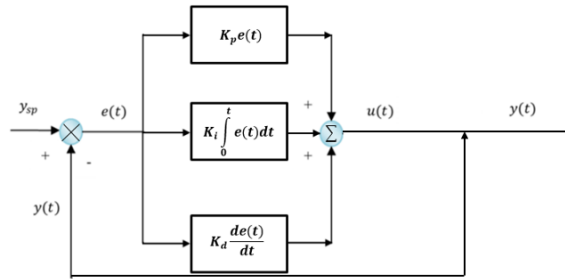 K_p e(t)
y_sp
e(t)
+
u(t)
y(t)
×
K_i ∫_0^t e(t)dt
Σ
+
-
+
y(t)
K_d de(t)/dt